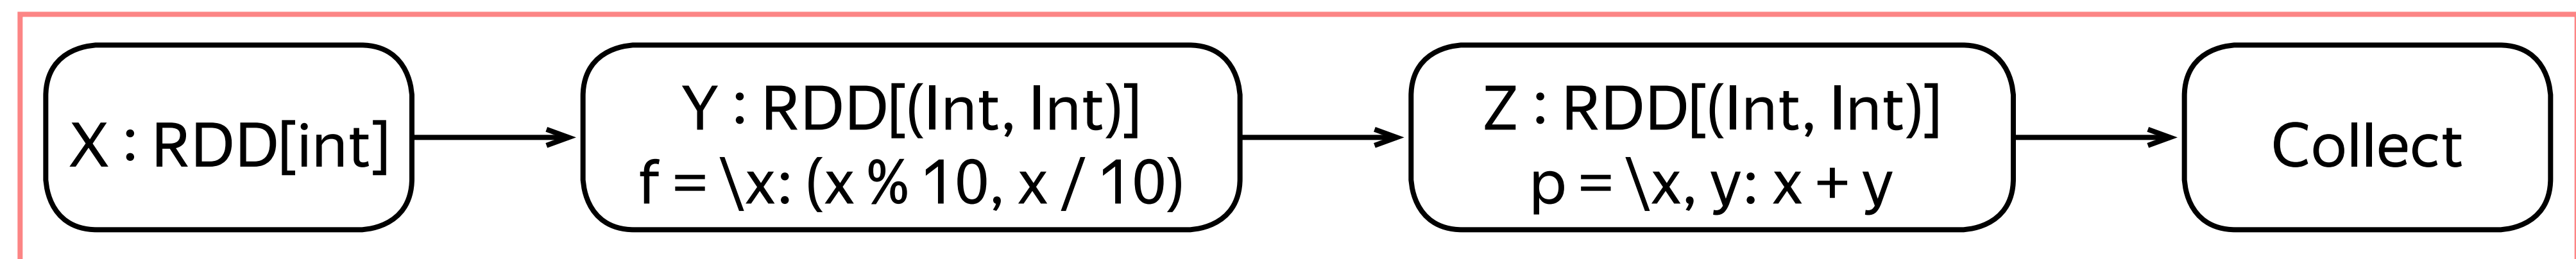 X : RDD[int]
Y : RDD[(Int, Int)]
f = \x: (x % 10, x / 10)
Z : RDD[(Int, Int)]
p = \x, y: x + y
Collect